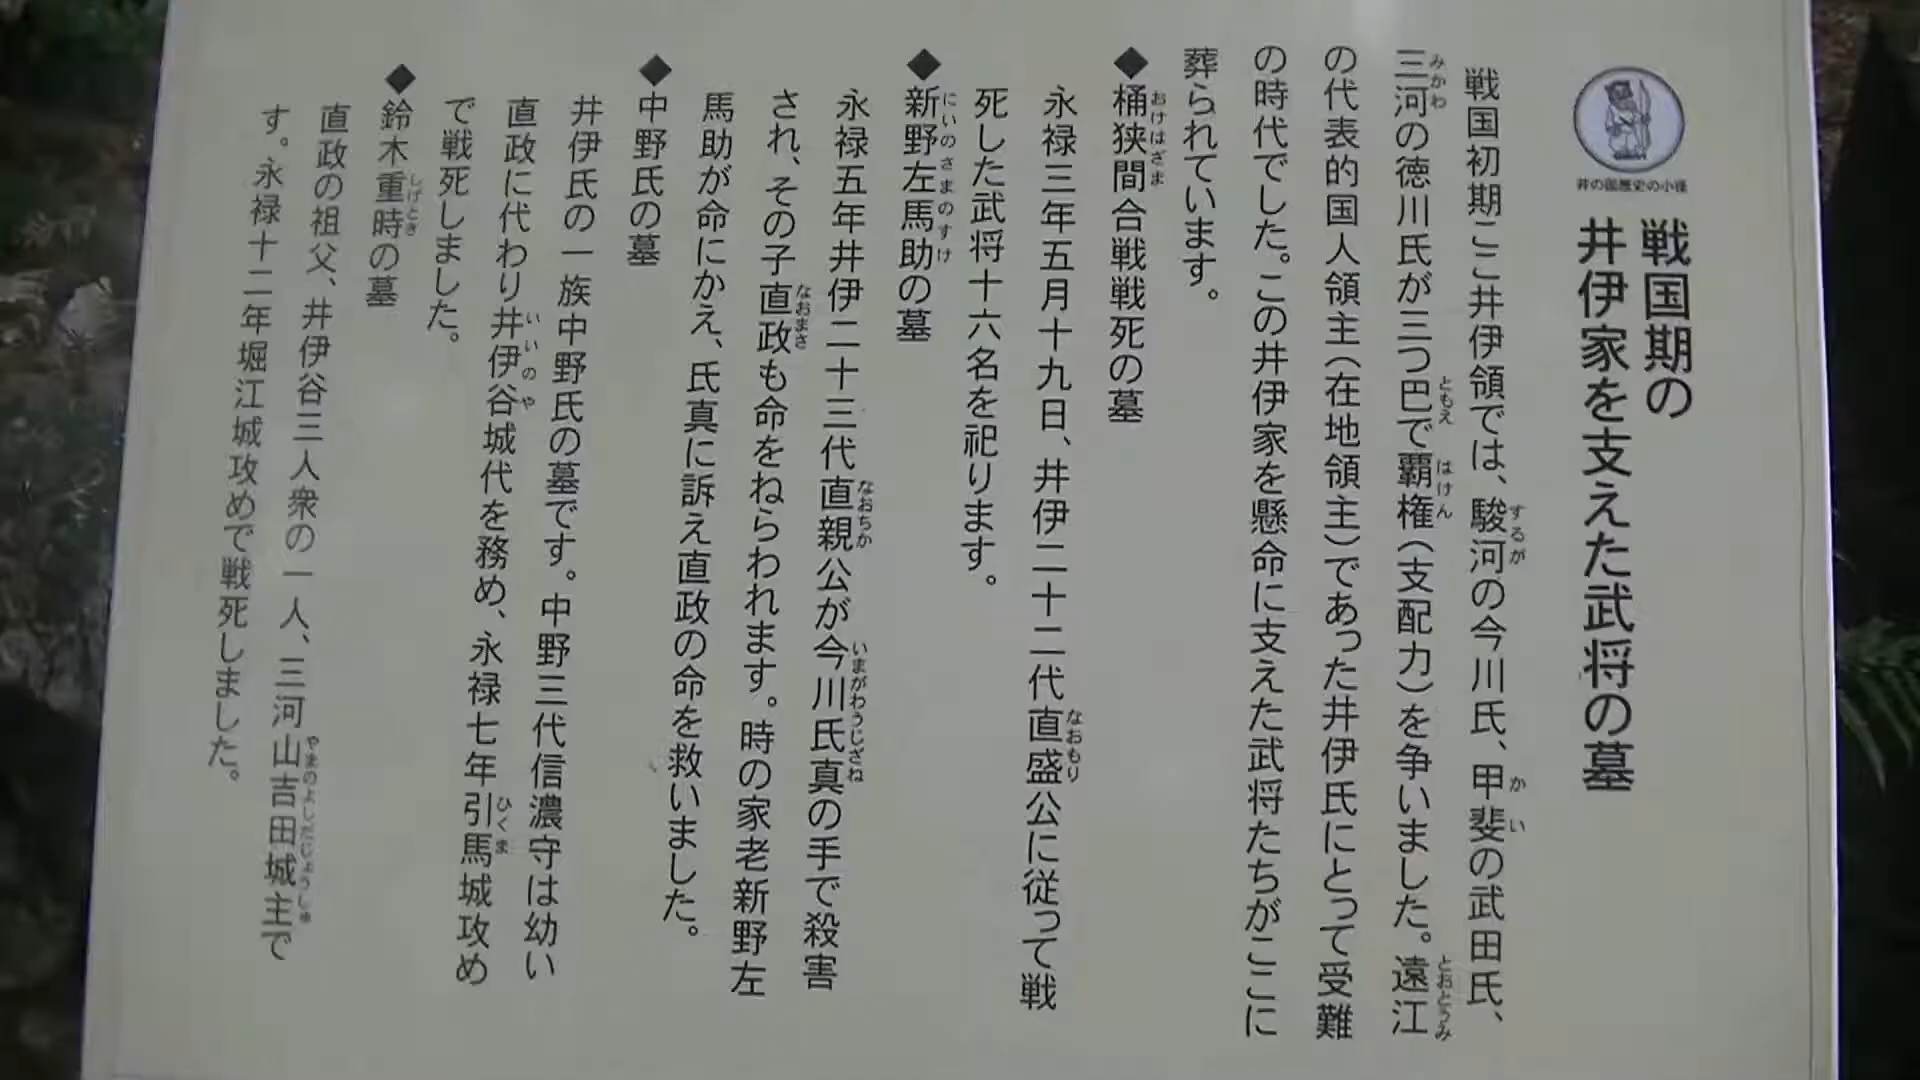 井の国歴史の小径
戦国期の
井伊家を支えた武将の墓
戦国初期ここ井伊領では、駿河の今川氏、甲斐の武田氏、
三河の徳川氏が三つ巴で覇権（支配力）を争いました。遠江
の代表的国人領主（在地領主）であった井伊氏にとって受難
の時代でした。この井伊家を懸命に支えた武将たちがここに
葬られています。
◆桶狭間合戦戦死の墓
永禄三年五月十九日、井伊二十二代直盛公に従って戦
死した武将十六名を祀ります。
◆新野左馬助の墓
永禄五年井伊二十三代直親公が今川氏真の手で殺害
され、その子直政も命をねらわれます。時の家老新野左
馬助が命にかえ、氏真に訴え直政の命を救いました。
◆中野氏の墓
井伊氏の一族中野氏の墓です。中野三代信濃守は幼い
直政に代わり井伊谷城代を務め、永禄七年引馬城攻め
で戦死しました。
◆鈴木重時の墓
直政の祖父、井伊谷三人衆の一人、三河山吉田城主で
す。永禄十二年堀江城攻めで戦死しました。